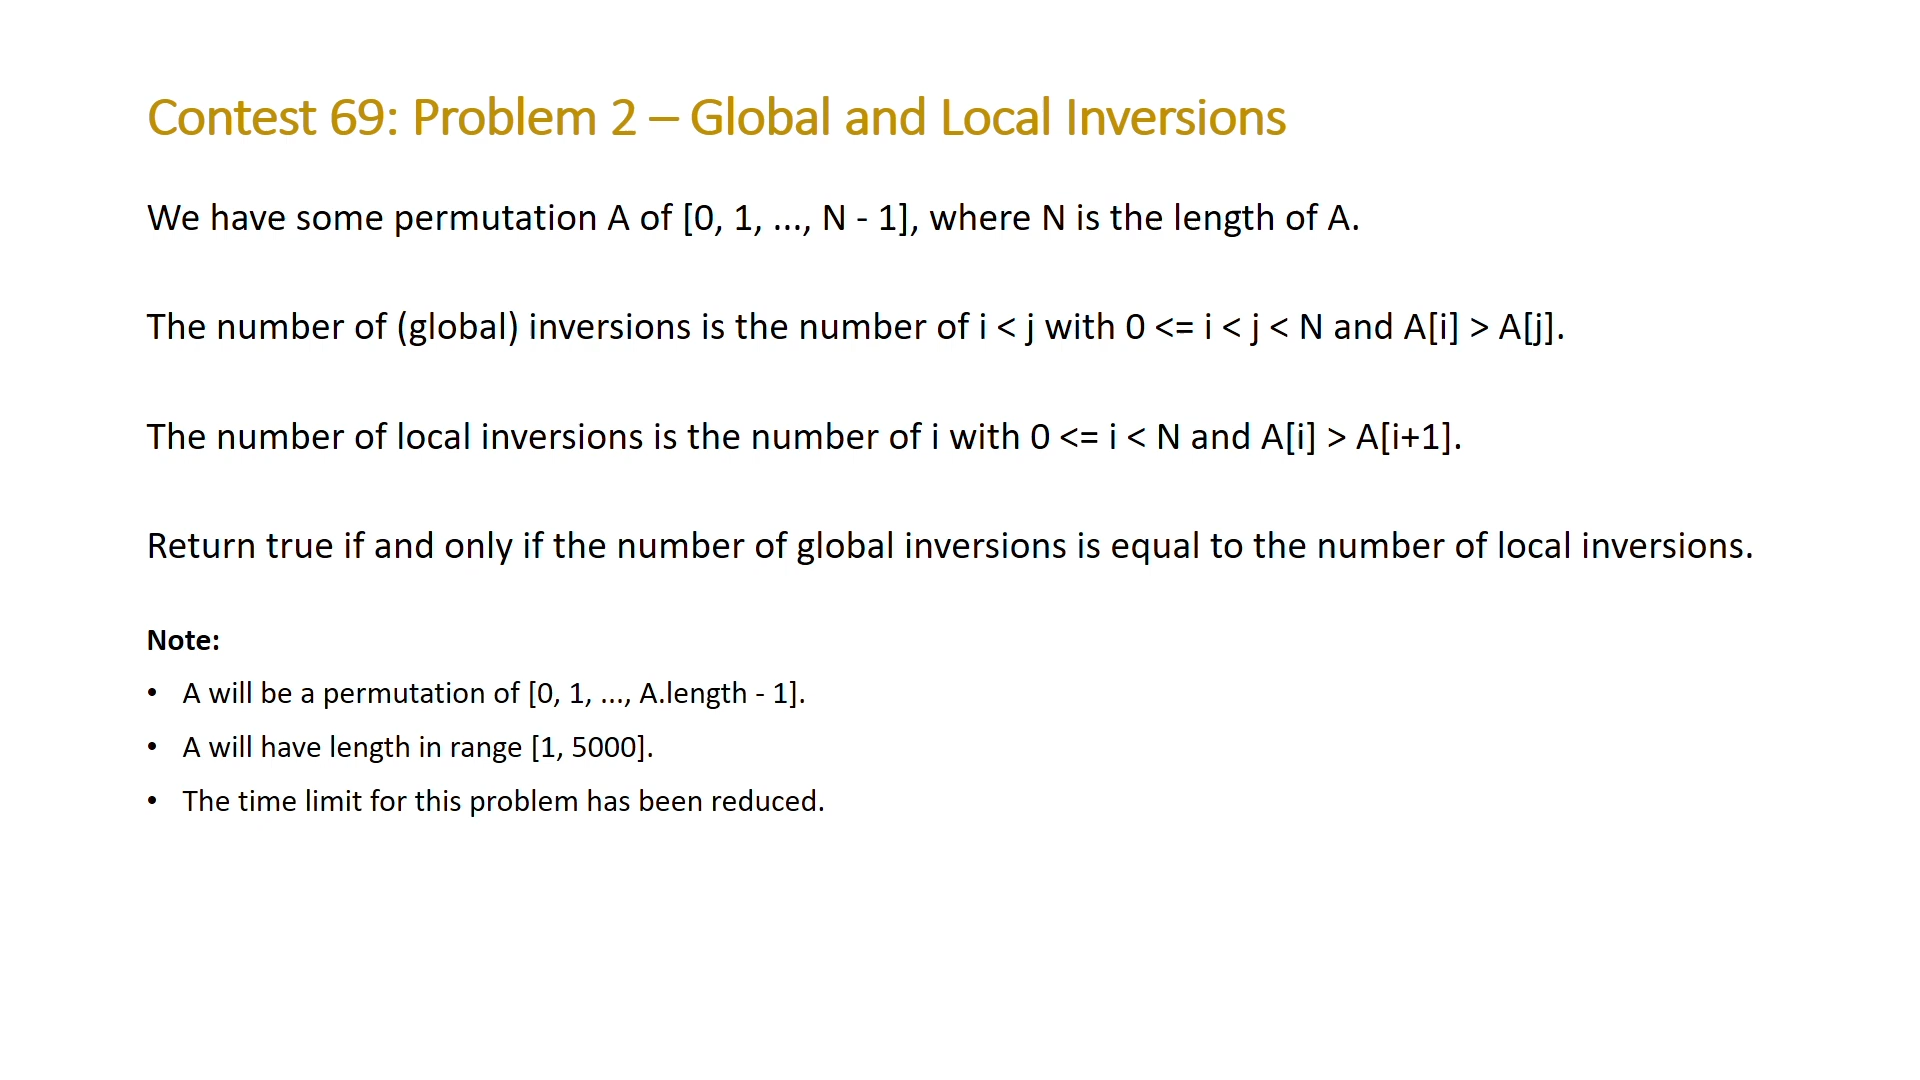 Contest 69: Problem 2 – Global and Local Inversions
We have some permutation A of [0, 1, ..., N - 1], where N is the length of A.
The number of (global) inversions is the number of i < j with 0 <= i < j < N and A[i] > A[j].
The number of local inversions is the number of i with 0 <= i < N and A[i] > A[i+1].
Return true if and only if the number of global inversions is equal to the number of local inversions.
Note:
• A will be a permutation of [0, 1, ..., A.length - 1].
• A will have length in range [1, 5000].
• The time limit for this problem has been reduced.